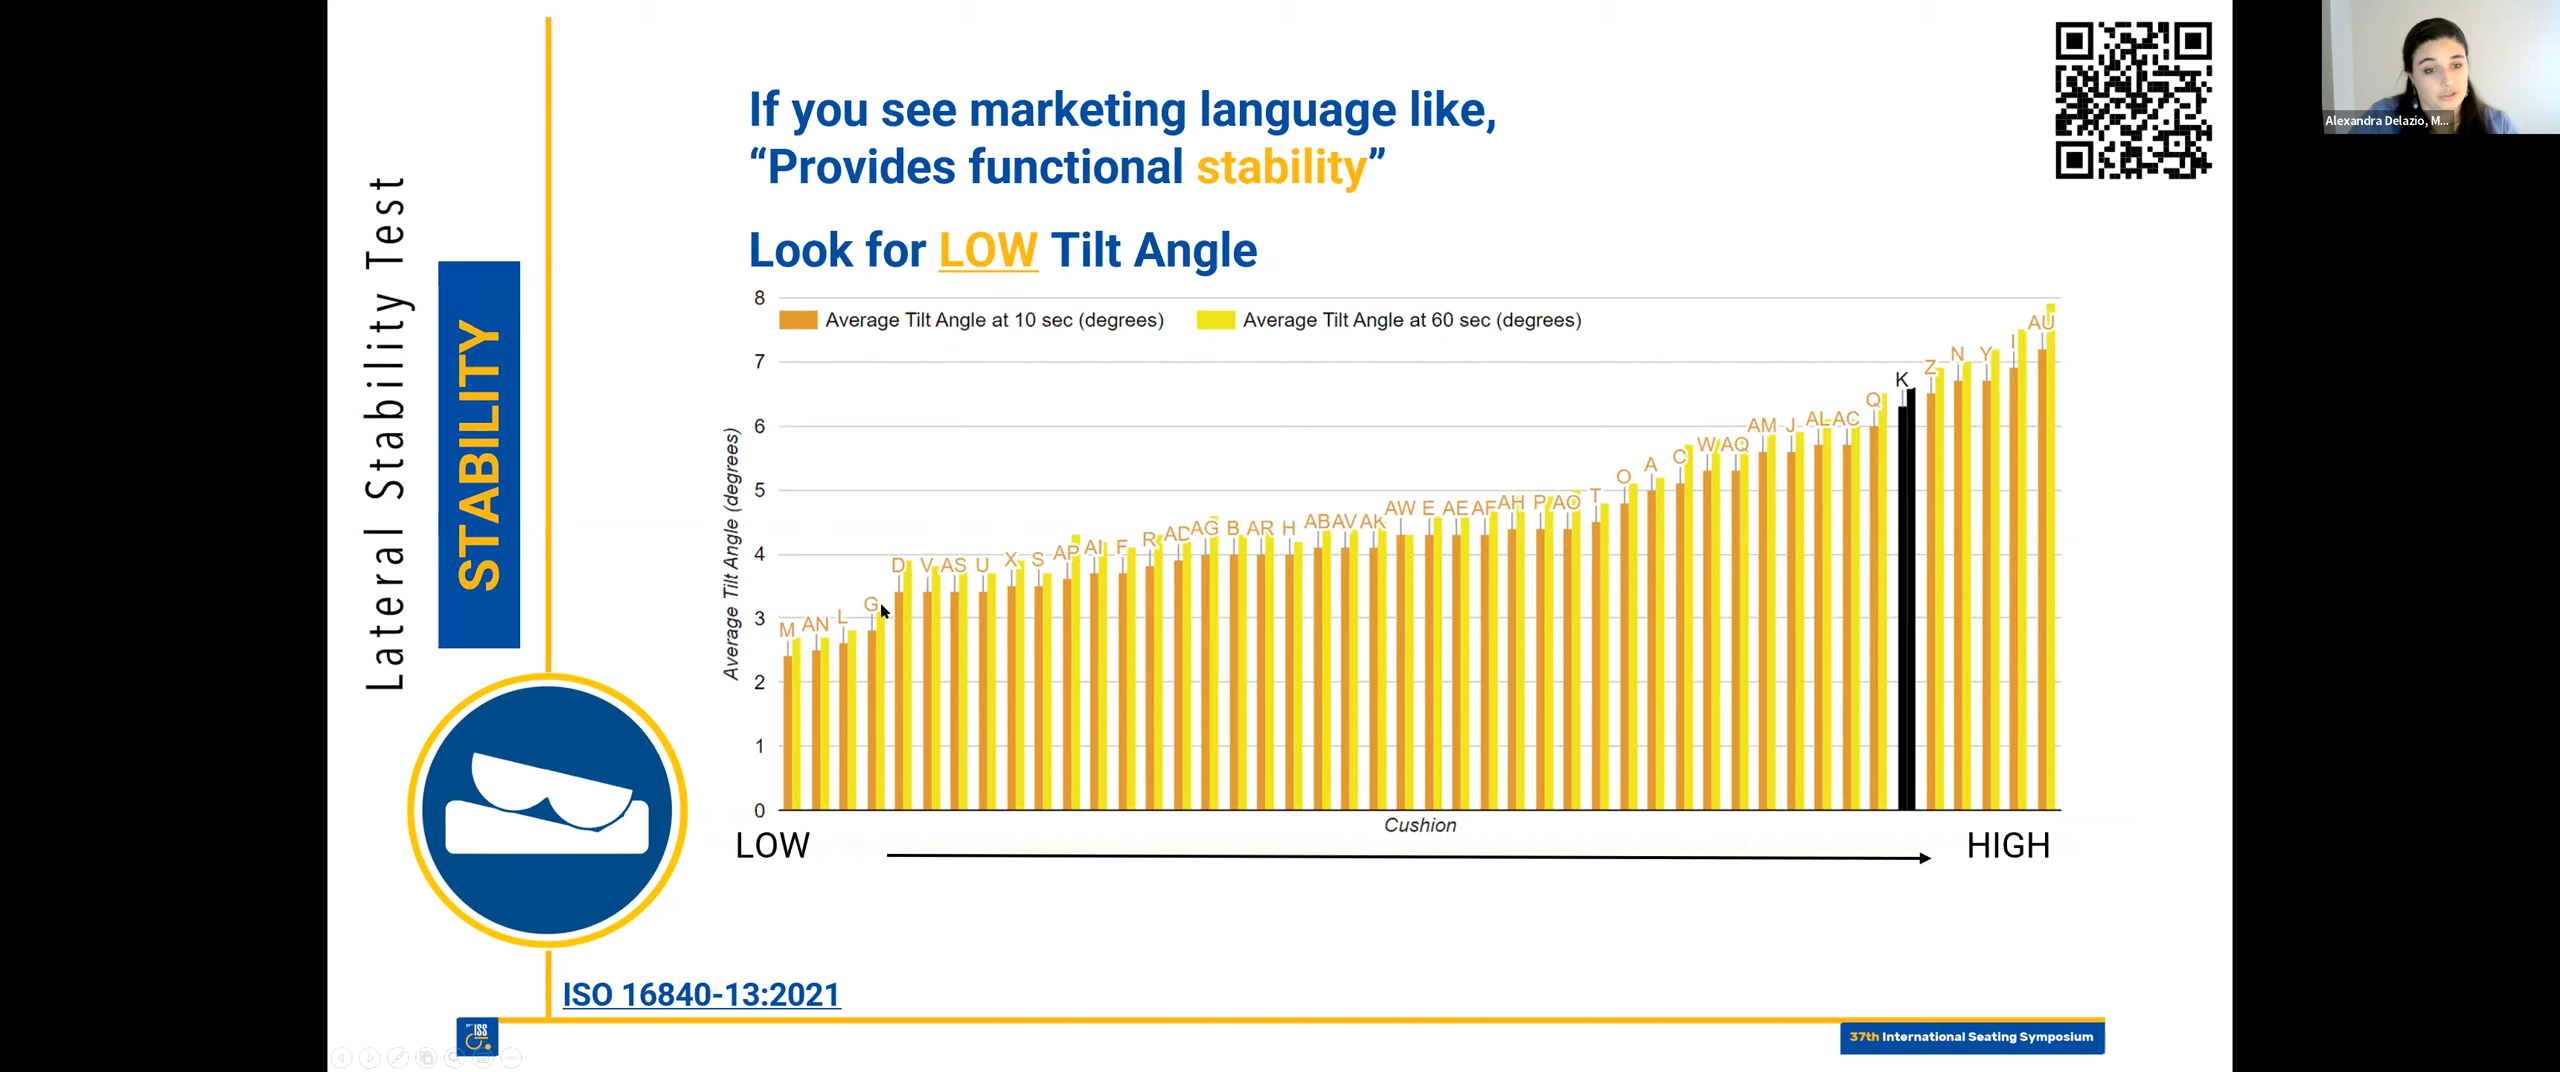 If you see marketing language like,
“Provides functional stability”
Look for LOW Tilt Angle
Lateral Stability Test
STABILITY
Average Tilt Angle at 10 sec (degrees)
Average Tilt Angle at 60 sec (degrees)
Average Tilt Angle (degrees)
8
7
6
5
4
3
2
1
0
M AN L G D V AS U X S AP AI F R AD AG B AR H AB AV AK AW E AE AF AH P AO T O A C W AQ AM J AL AC Q K Z N Y I AU
Cushion
LOW
HIGH
ISO 16840-13:2021
ISS
37th International Seating Symposium
Alexandra Delazio, M...